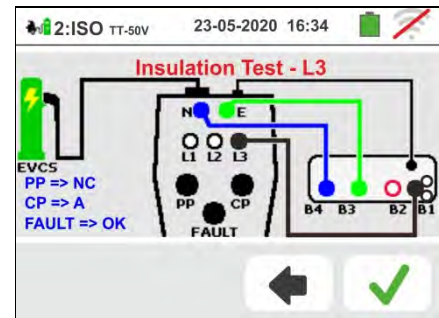 2:ISO TT-50V 23-05-2020 16:34
Insulation Test - L3
N E
L1 L2 L3
EVCS
PP => NC
CP => A
FAULT => OK
PP CP
FAULT
B4 B3 B2 B1